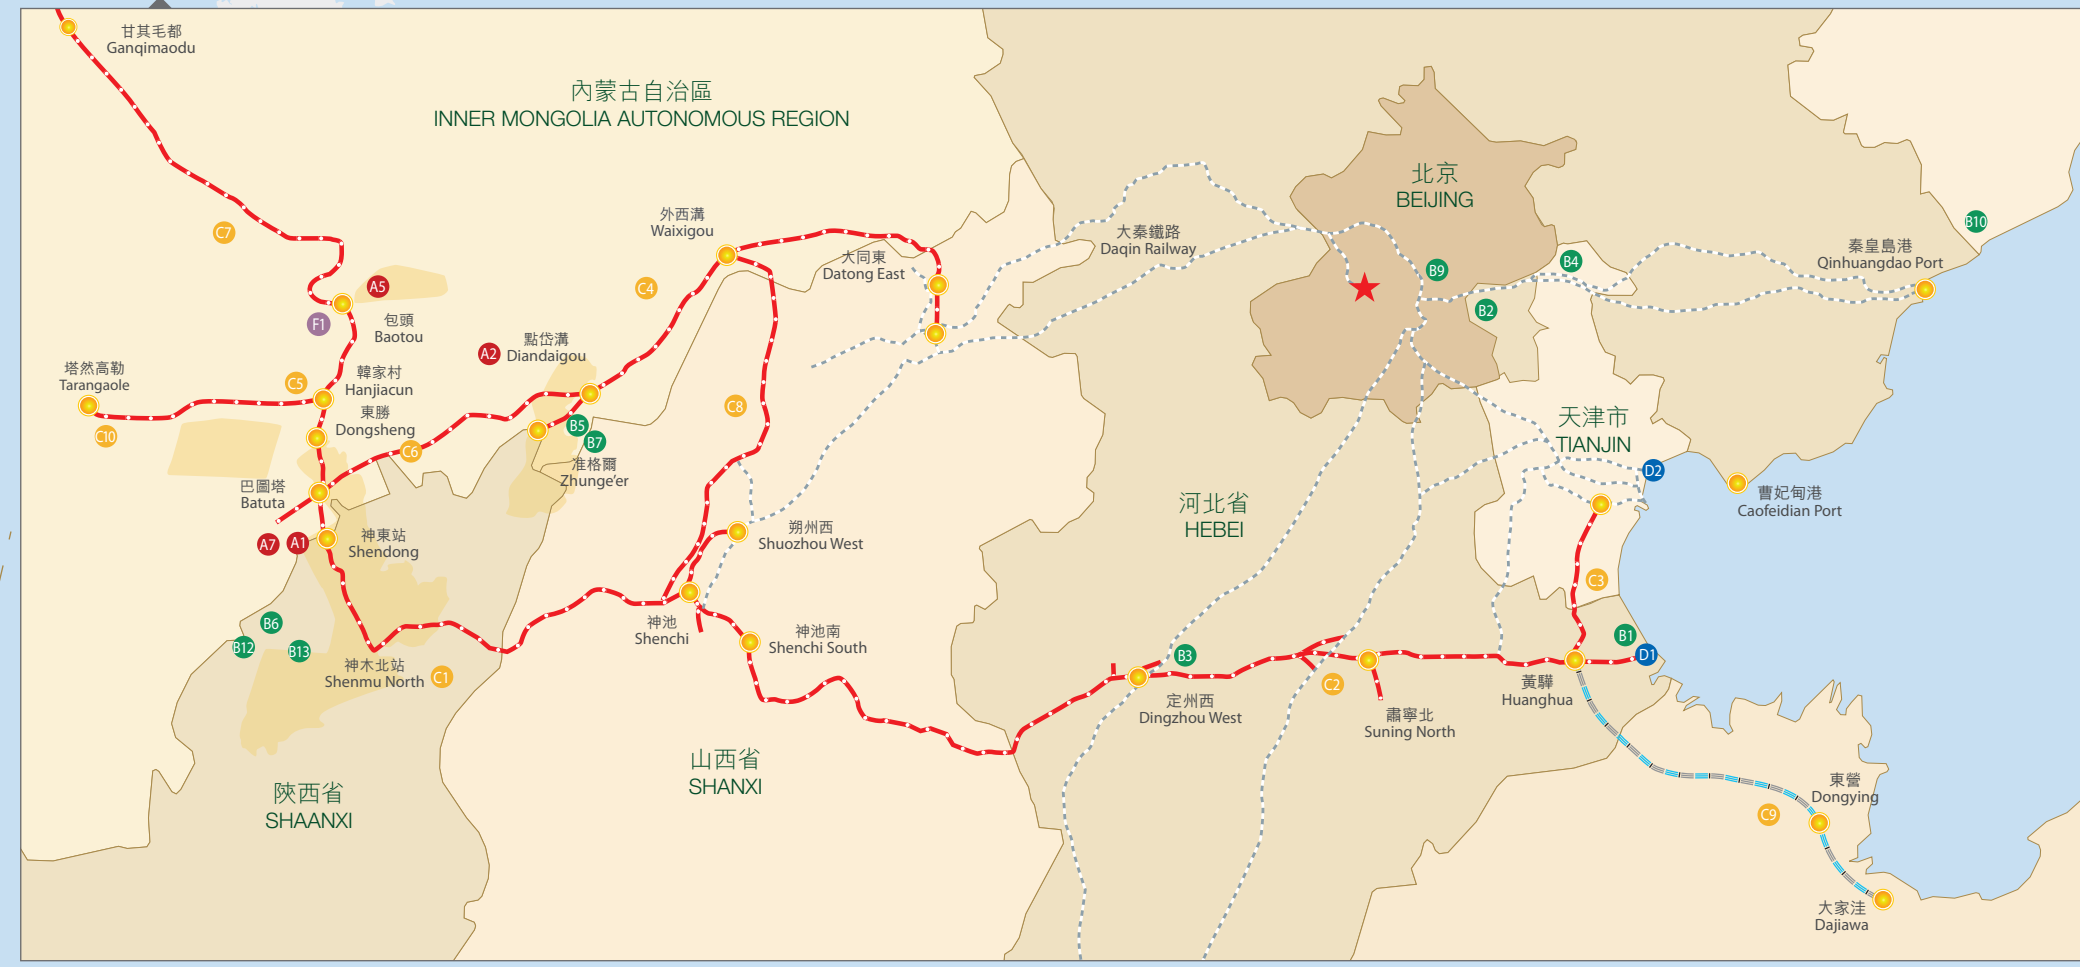 甘其毛都
Ganqimaodu
內蒙古自治區
INNER MONGOLIA AUTONOMOUS REGION
北京
BEIJING
C7
外西溝
Waixigou
大同東
Datong East
大秦鐵路
Daqin Railway
B10
秦皇島港
Qinhuangdao Port
A5
F1
包頭
Baotou
C4
B9
B4
B2
A2
點岱溝
Diandaigou
塔然高勒
Tarangaole
C5
韓家村
Hanjiacun
C10
東勝
Dongsheng
C6
C8
B5
B7
准格爾
Zhunge'er
天津市
TIANJIN
D2
巴圖塔
Batuta
河北省
HEBEI
曹妃甸港
Caofeidian Port
A7
A1
神東站
Shendong
朔州西
Shuozhou West
C3
B6
B12
B13
神木北站
Shenmu North
C1
神池
Shenchi
神池南
Shenchi South
B3
B1
D1
C2
定州西
Dingzhou West
肅寧北
Suning North
黃驊
Huanghua
山西省
SHANXI
陝西省
SHAANXI
東營
Dongying
C9
大家洼
Dajiawa